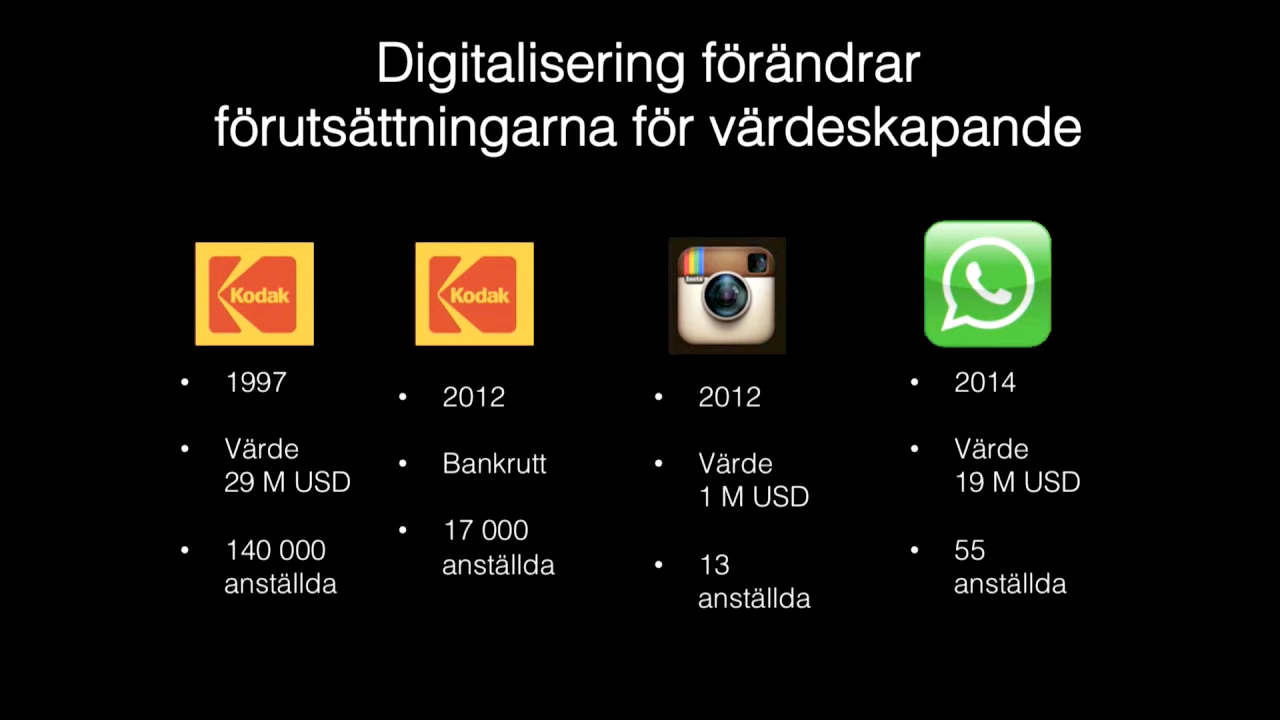 Digitalisering förändrar
förutsättningarna för värdeskapande
Kodak
• 1997
• Värde
29 M USD
• 140 000
anställda
Kodak
• 2012
• Bankrutt
• 17 000
anställda
• 2012
• Värde
1 M USD
• 13
anställda
• 2014
• Värde
19 M USD
• 55
anställda